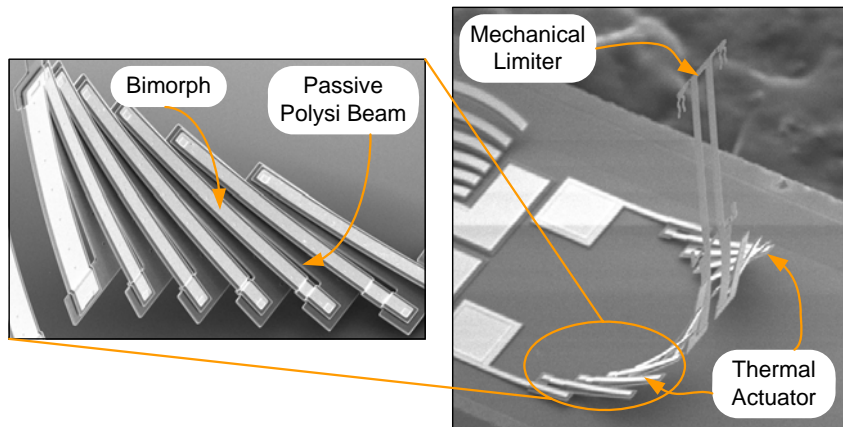 Bimorph
Passive
Polysi Beam
Mechanical
Limiter
Thermal
Actuator